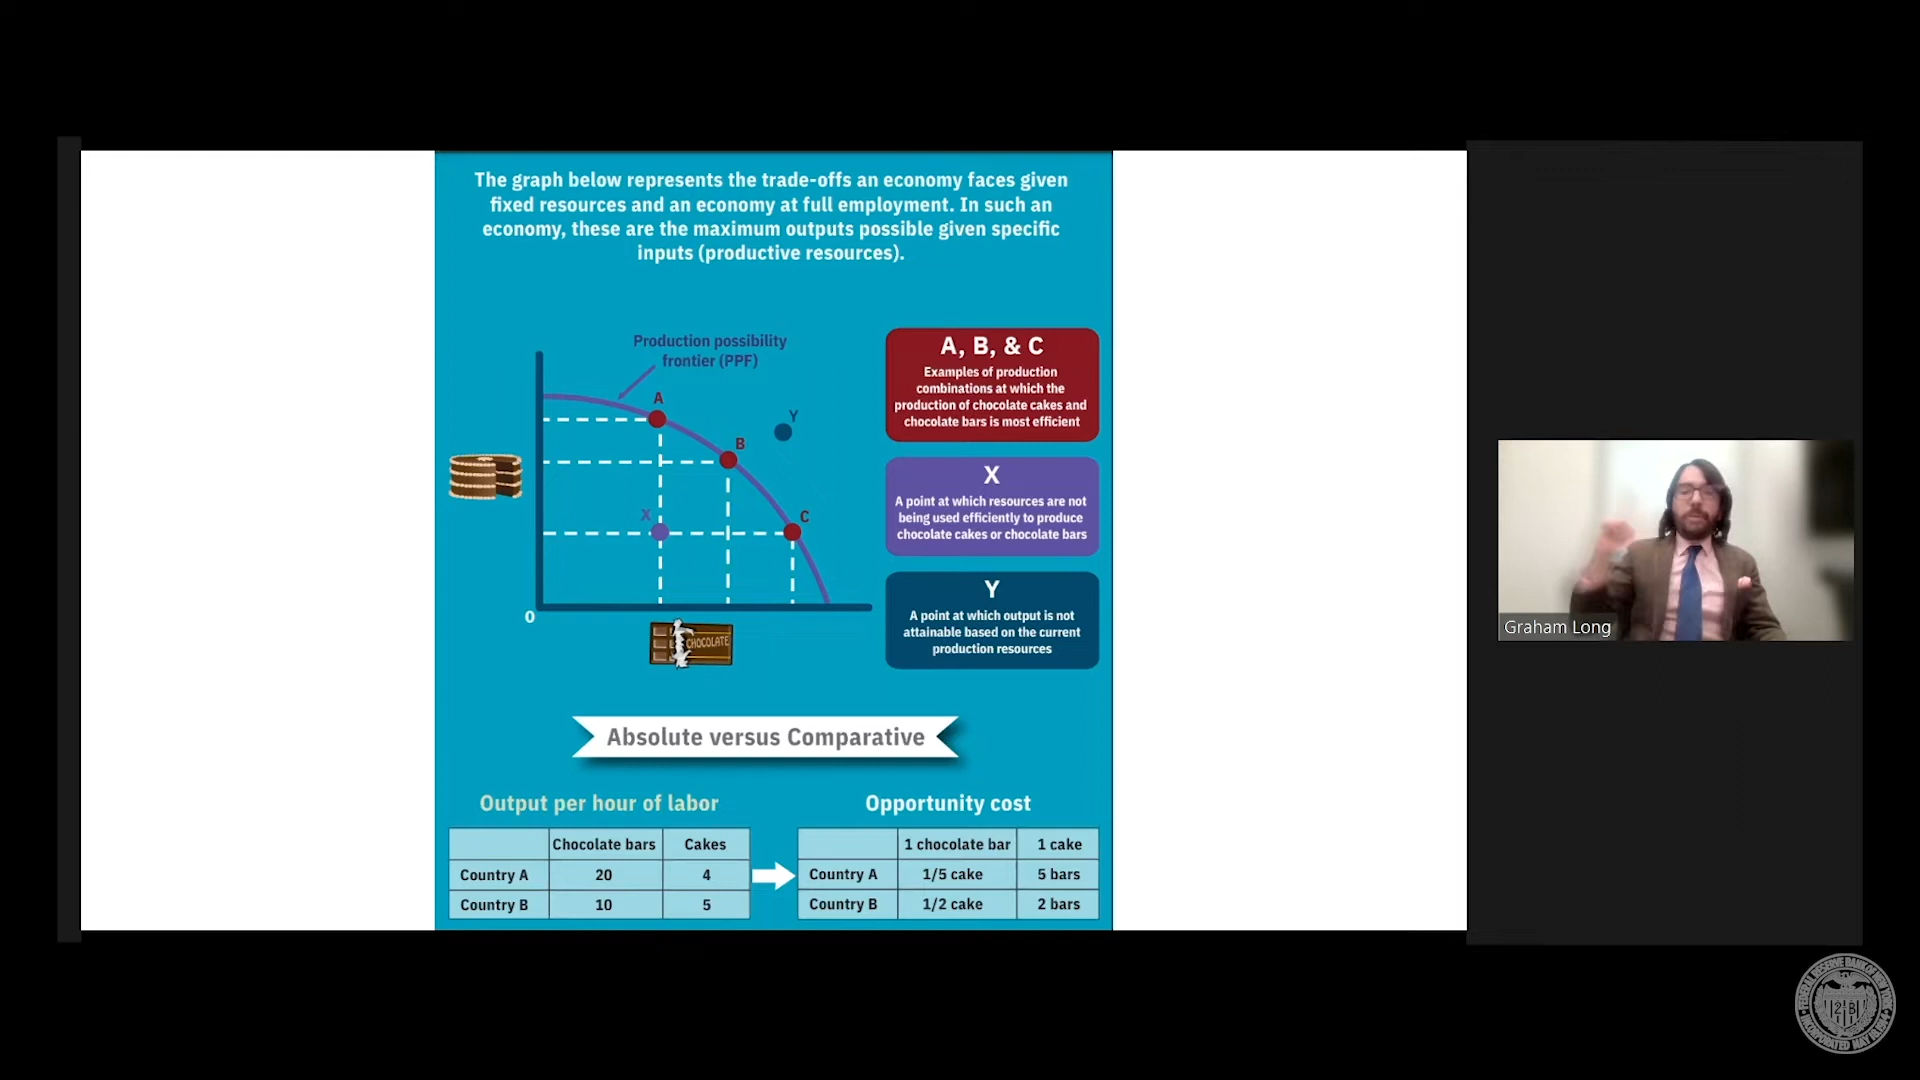 The graph below represents the trade-offs an economy faces given
fixed resources and an economy at full employment. In such an
economy, these are the maximum outputs possible given specific
inputs (productive resources).
Production possibility
frontier (PPF)
A
B
C
X
Y
0
CHOCOLATE
A, B, & C
Examples of production
combinations at which the
production of chocolate cakes and
chocolate bars is most efficient
X
A point at which resources are not
being used efficiently to produce
chocolate cakes or chocolate bars
Y
A point at which output is not
attainable based on the current
production resources
Absolute versus Comparative
Output per hour of labor
Chocolate bars Cakes
Country A 20 4
Country B 10 5
Opportunity cost
1 chocolate bar 1 cake
Country A 1/5 cake 5 bars
Country B 1/2 cake 2 bars
Graham Long
FEDERAL RESERVE BANK OF NEW YORK